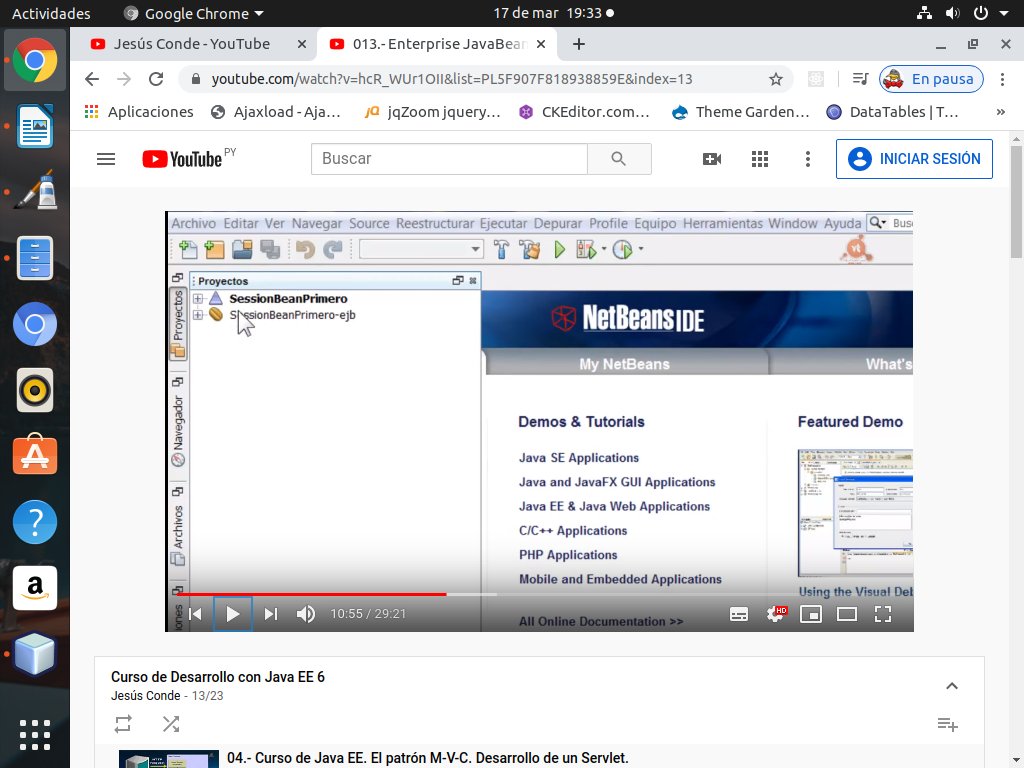 Actividades Google Chrome 17 de mar 19:33
Jesús Conde - YouTube 013.- Enterprise JavaBean
youtube.com/watch?v=hcR_WUr1OII&list=PL5F907F818938859E&index=13 En pausa
Aplicaciones Ajaxload - Aja... jqZoom jquery... CKEditor.com... Theme Garden... DataTables | T... »
YouTube PY Buscar INICIAR SESIÓN
Archivo Editar Ver Navegar Source Reestructurar Ejecutar Depurar Profile Equipo Herramientas Window Ayuda Busc
Proyectos
SessionBeanPrimero
SessionBeanPrimero-ejb
Proyectos
Navegador
Archivos
NetBeans IDE
My NetBeans What's
Demos & Tutorials Featured Demo
Java SE Applications
Java and JavaFX GUI Applications
Java EE & Java Web Applications
C/C++ Applications
PHP Applications
Mobile and Embedded Applications
Using the Visual Deb
All Online Documentation >>
10:55 / 29:21 HD
Curso de Desarrollo con Java EE 6
Jesús Conde - 13/23
04.- Curso de Java EE. El patrón M-V-C. Desarrollo de un Servlet.